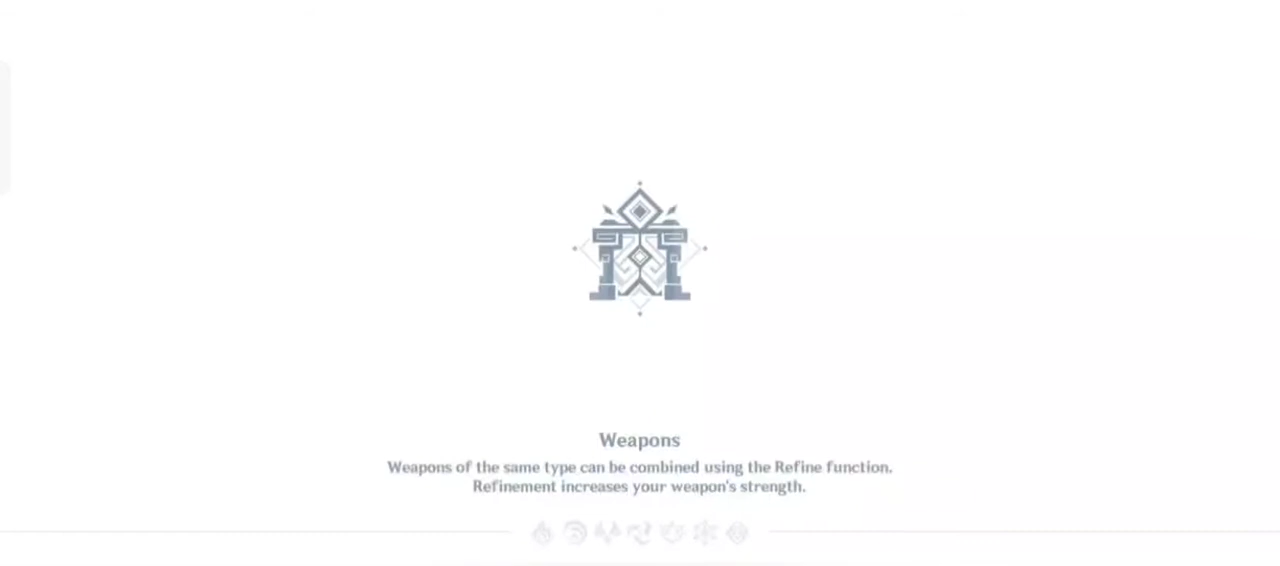 Weapons
Weapons of the same type can be combined using the Refine function.
Refinement increases your weapon's strength.